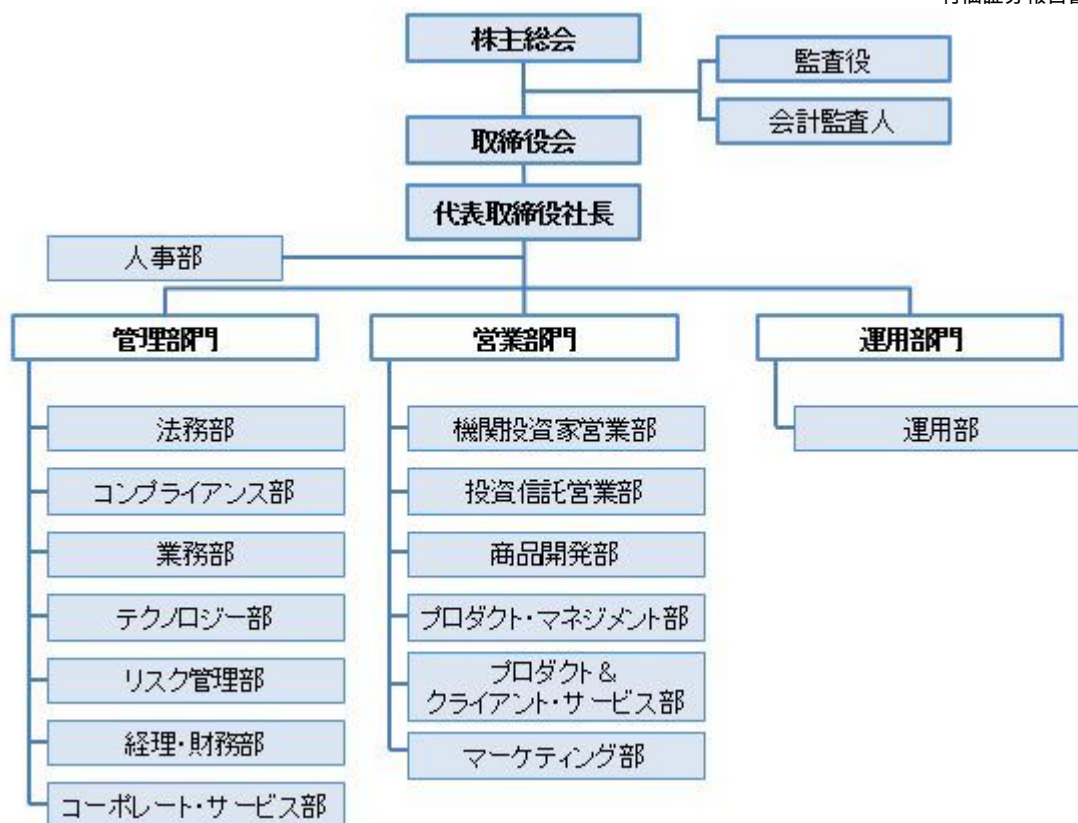 株主総会
監査役
会計監査人
取締役会
代表取締役社長
人事部
管理部門
営業部門
運用部門
法務部
コンプライアンス部
業務部
テクノロジー部
リスク管理部
経理・財務部
コーポレート・サービス部
機関投資家営業部
投資信託営業部
商品開発部
プロダクト・マネジメント部
プロダクト＆
クライアント・サービス部
マーケティング部
運用部